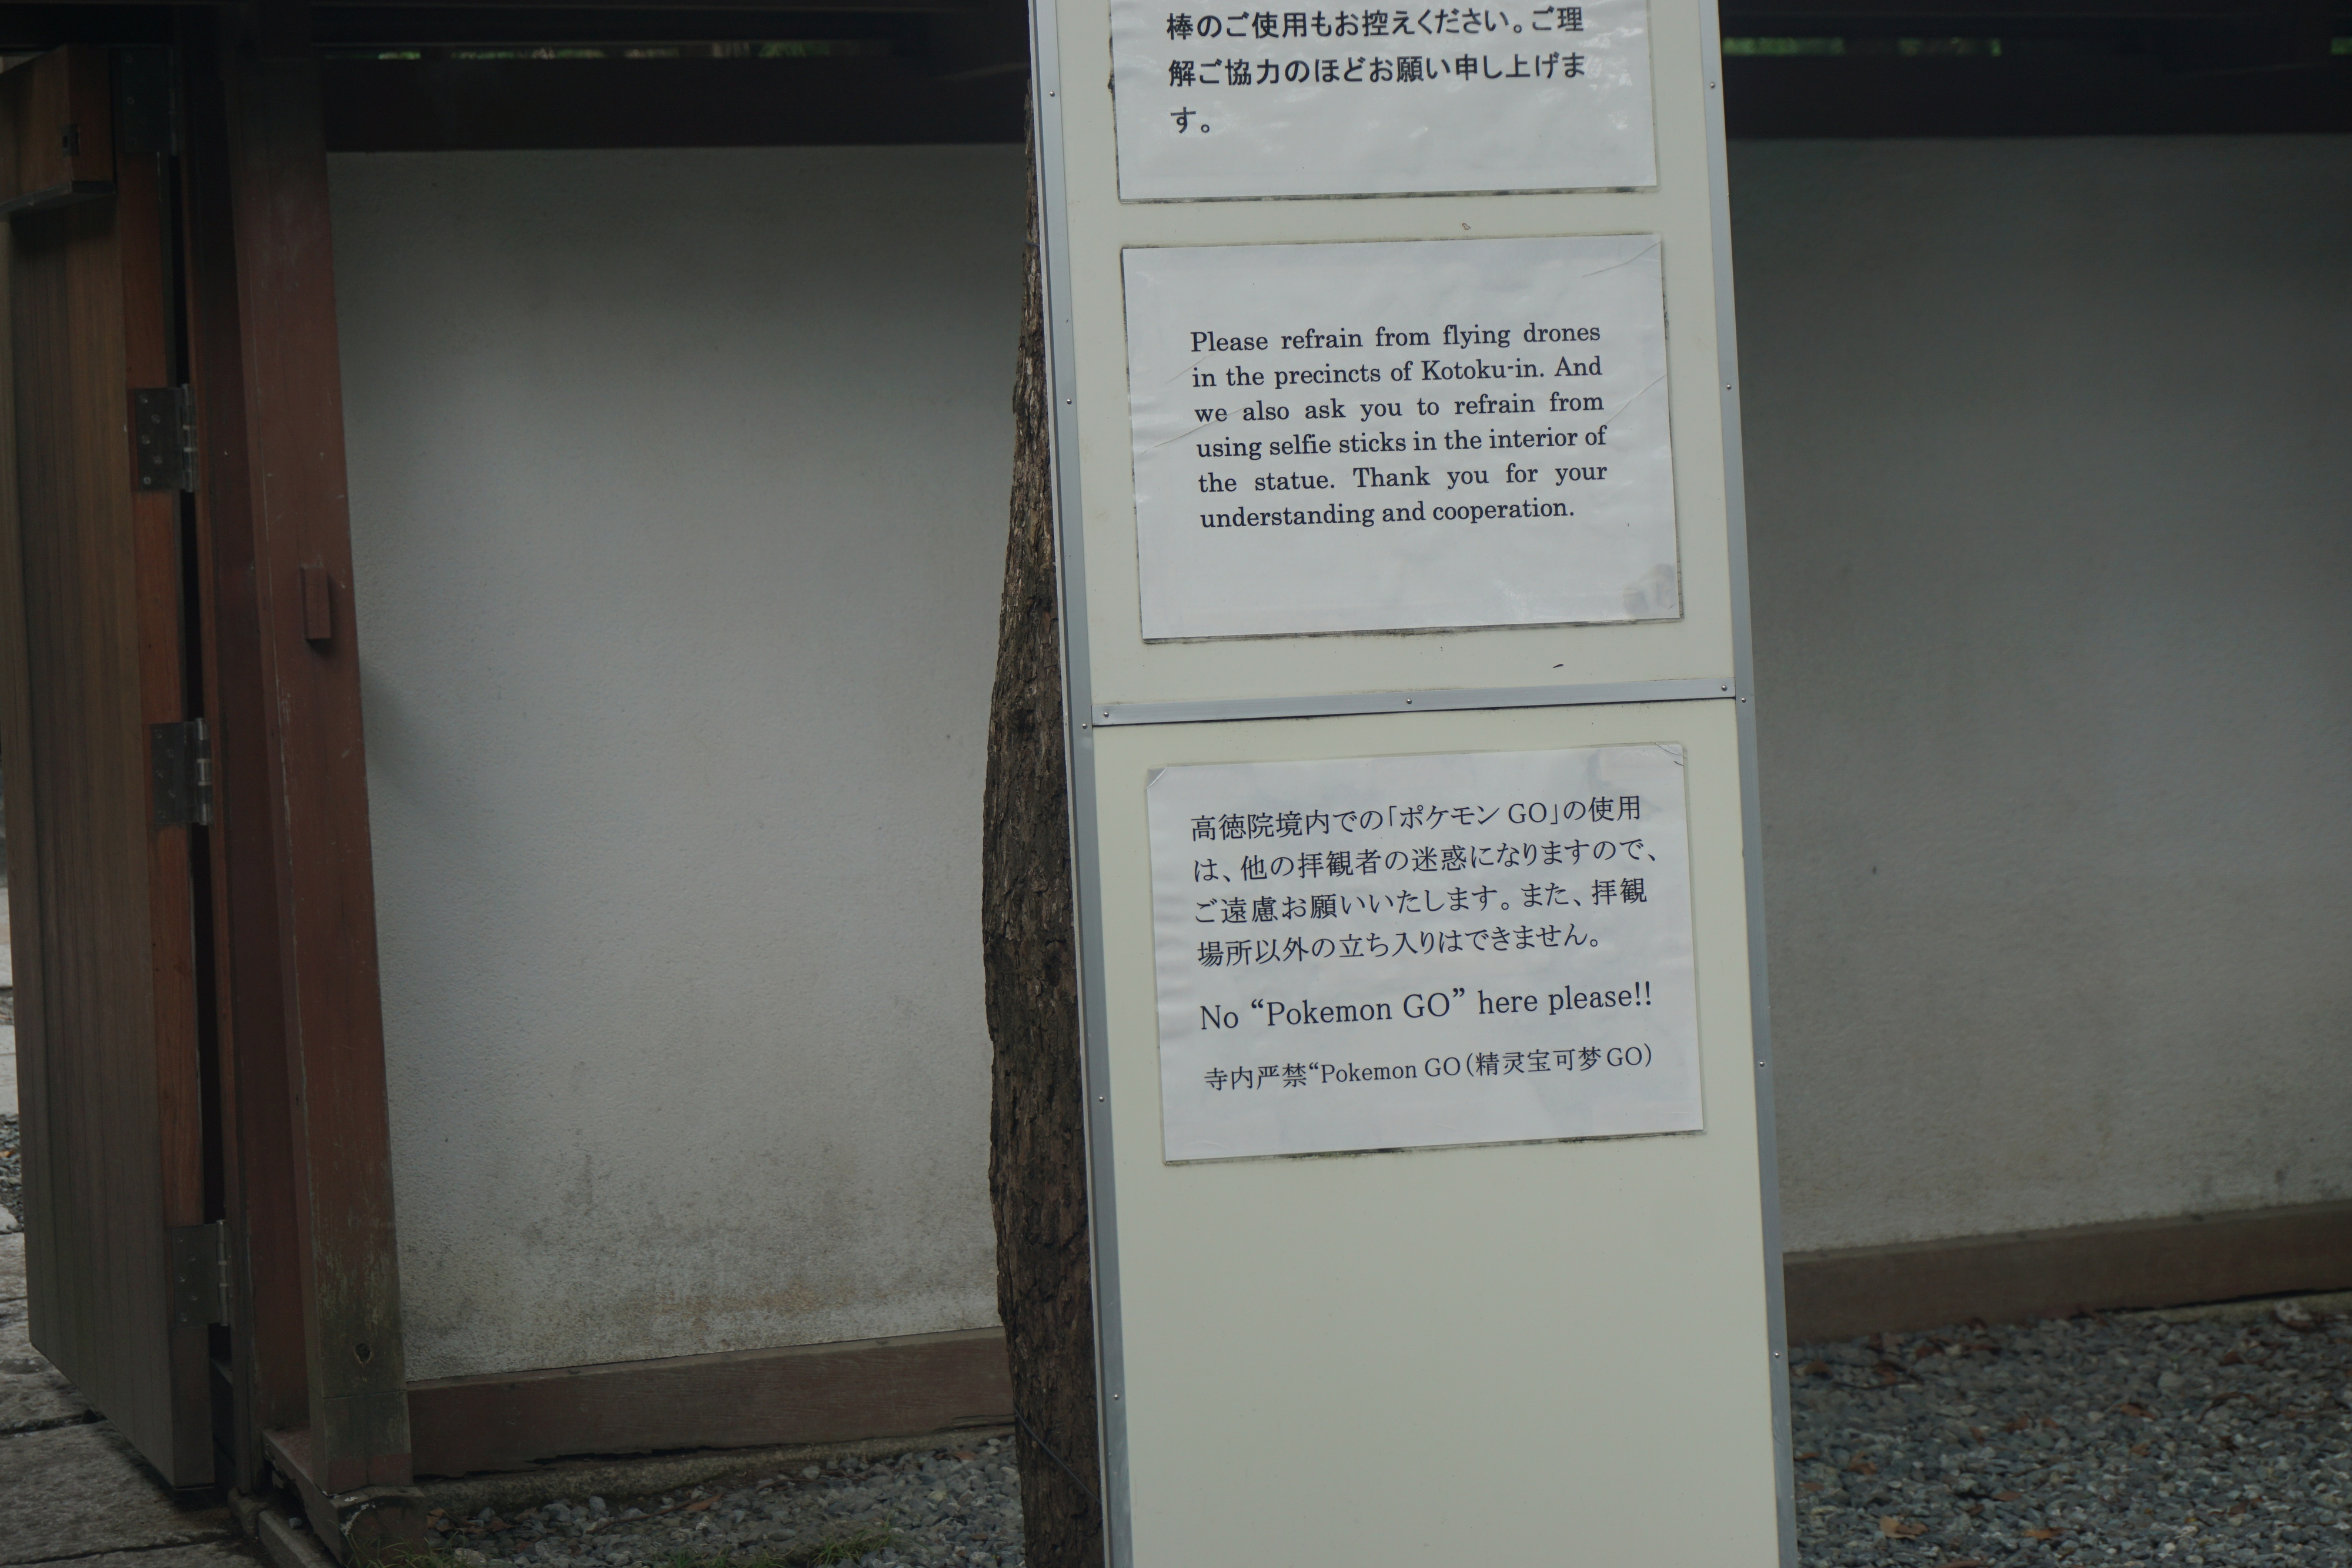 棒のご使用もお控えください。ご理
解ご協力のほどお願い申し上げま
す。
Please refrain from flying drones
in the precincts of Kotoku-in. And
we also ask you to refrain from
using selfie sticks in the interior of
the statue. Thank you for your
understanding and cooperation.
高徳院境内での「ポケモン GO」の使用
は、他の拝観者の迷惑になりますので、
ご遠慮お願いいたします。また、拝観
場所以外の立ち入りはできません。
No “Pokemon GO” here please!!
寺内严禁“Pokemon GO（精灵宝可梦 GO）